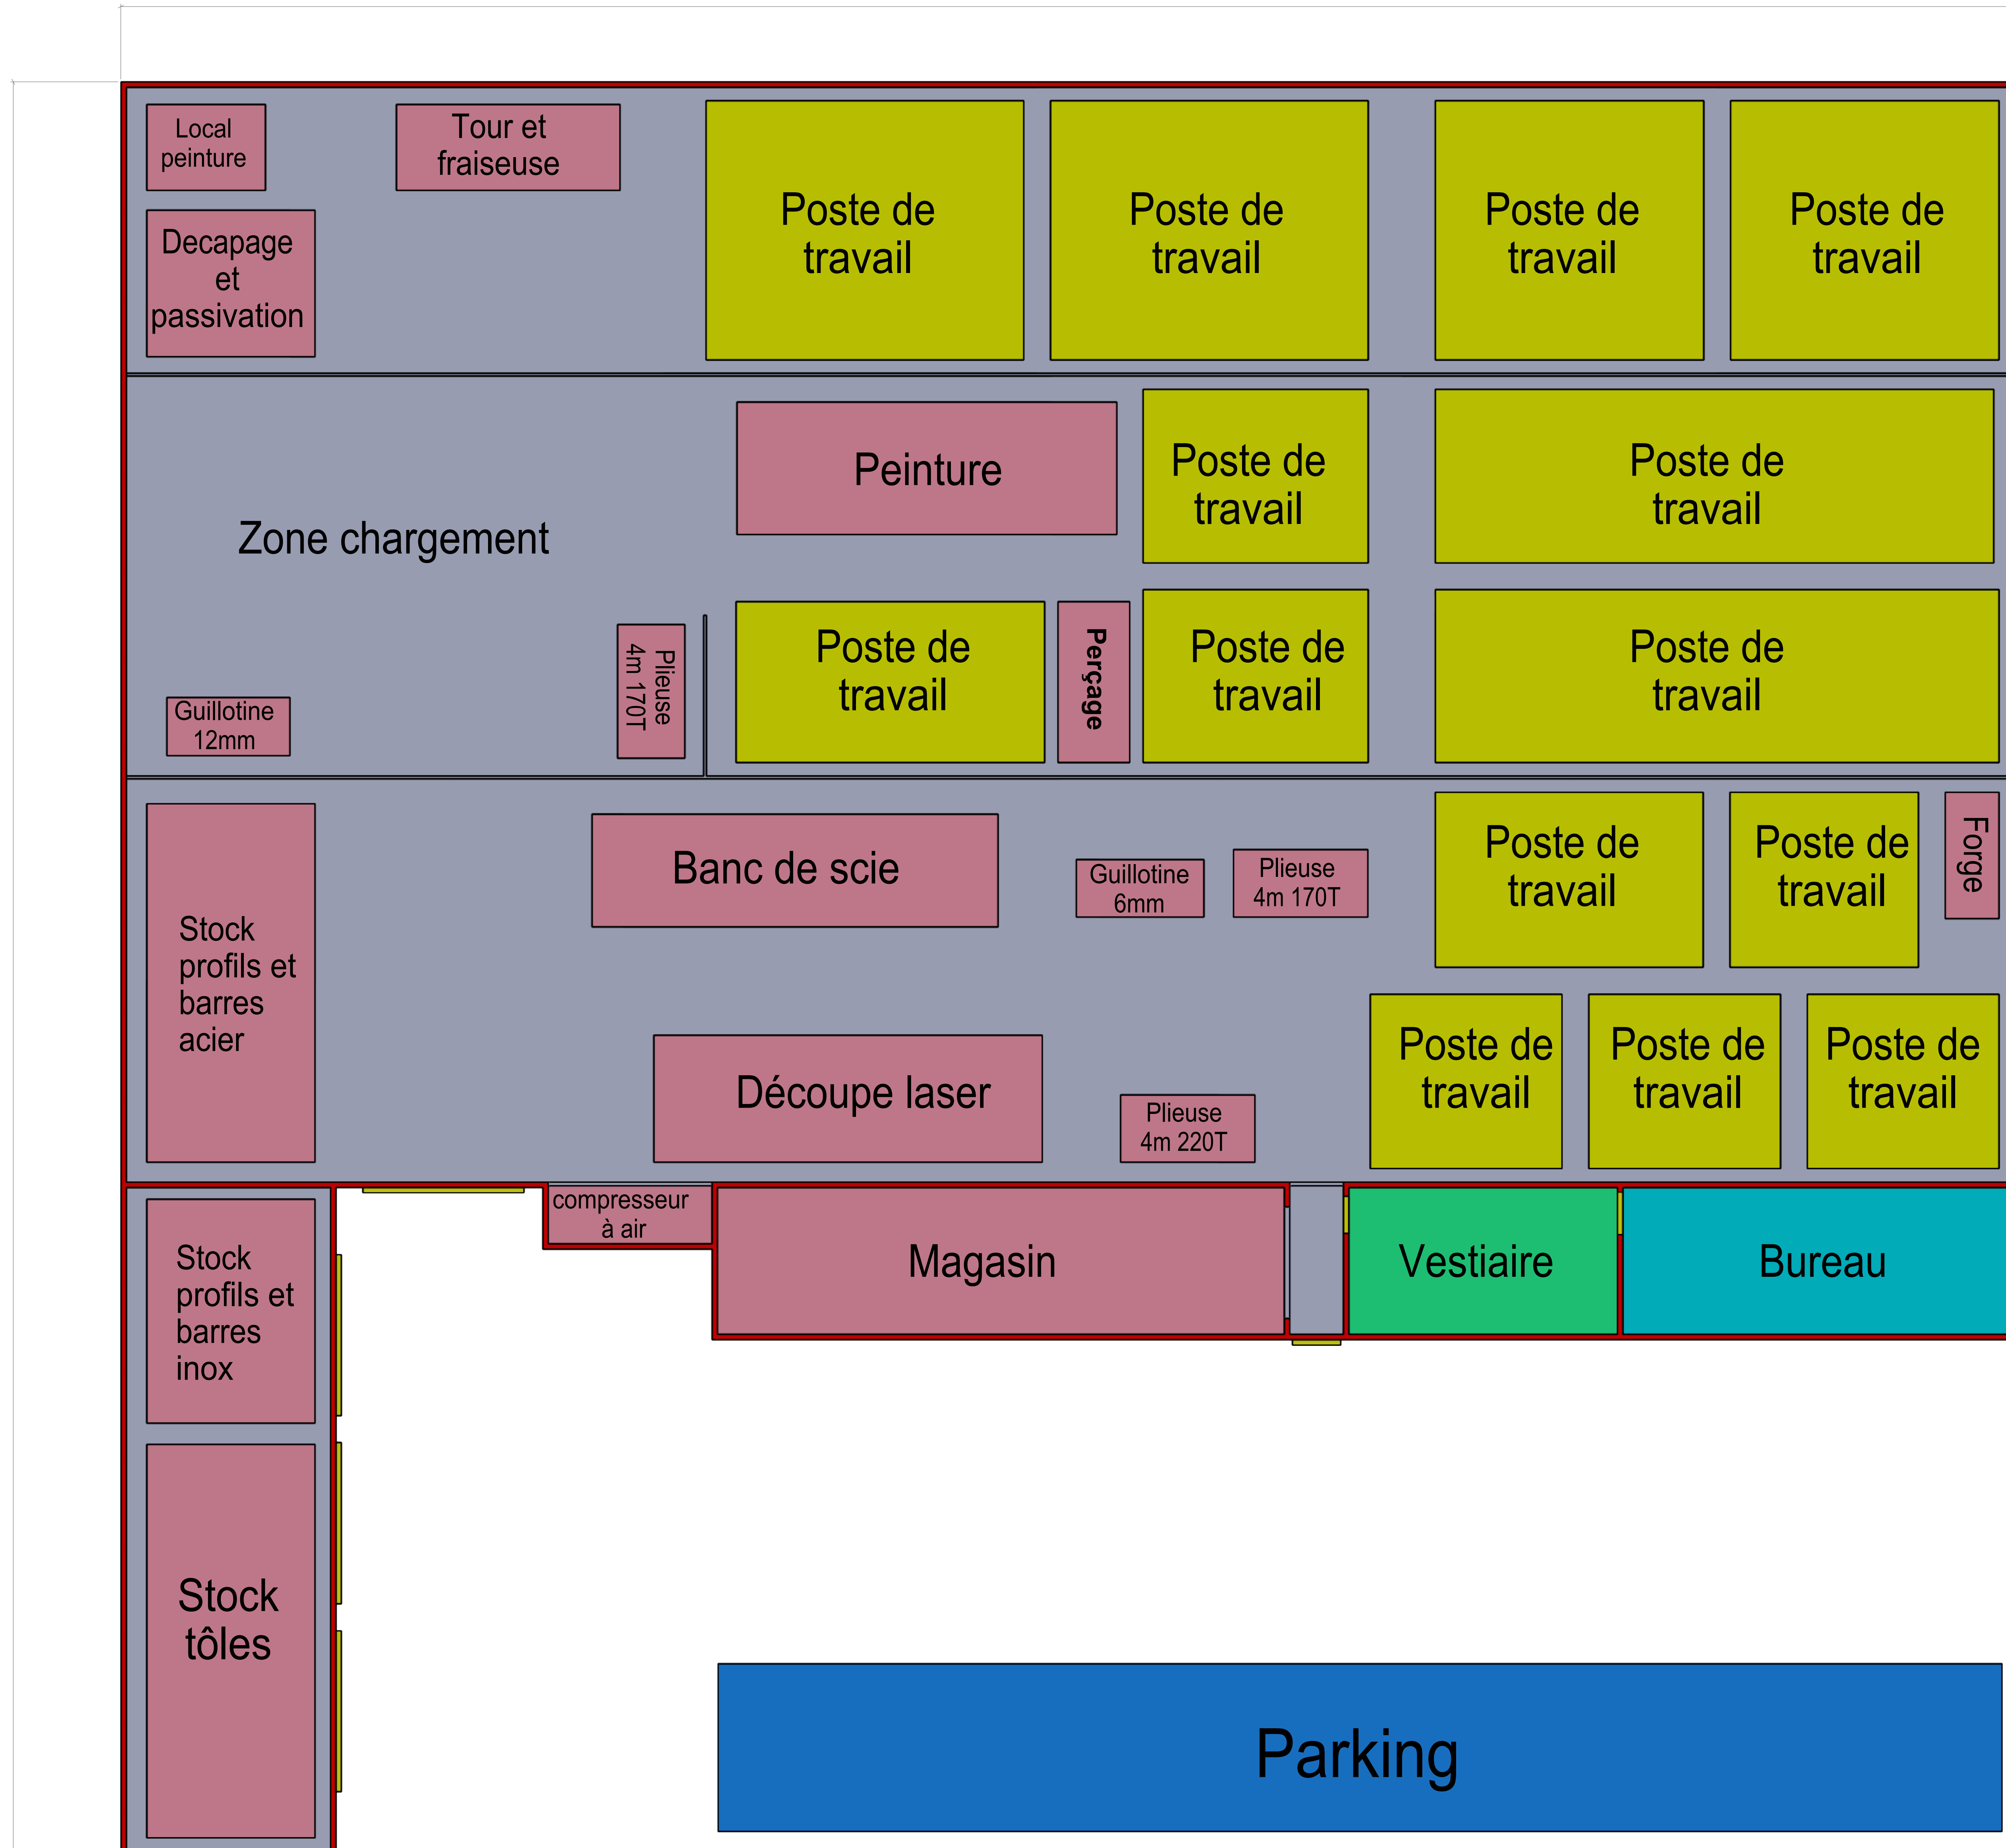 Local
peinture
Tour et
fraiseuse
Poste de
travail
Poste de
travail
Poste de
travail
Poste de
travail
Decapage
et
passivation
Peinture
Poste de
travail
Poste de
travail
Zone chargement
Plieuse
4m 170T
Poste de
travail
Perçage
Poste de
travail
Poste de
travail
Guillotine
12mm
Stock
profils et
barres
acier
Banc de scie
Guillotine
6mm
Plieuse
4m 170T
Poste de
travail
Poste de
travail
Forge
Découpe laser
Plieuse
4m 220T
Poste de
travail
Poste de
travail
Poste de
travail
compresseur
à air
Magasin
Vestiaire
Bureau
Stock
profils et
barres
inox
Stock
tôles
Parking